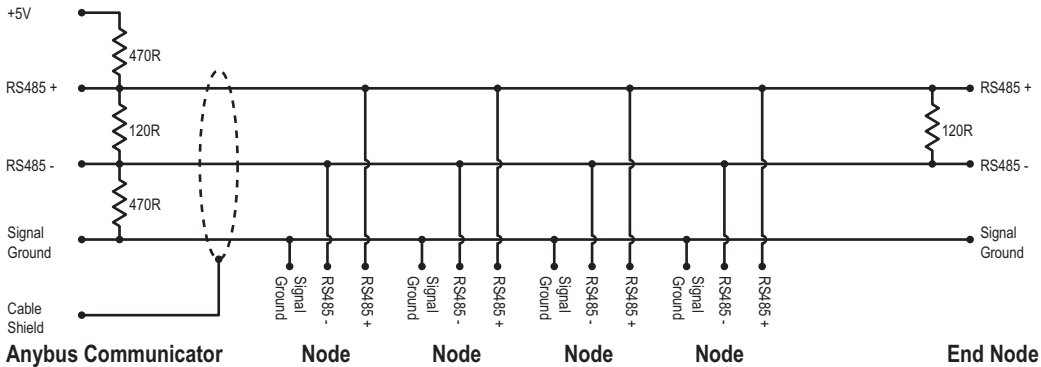 +5V
470R
RS485 +
RS485 +
120R
120R
RS485 -
RS485 -
470R
Signal
Ground
Signal
Ground
Signal
Ground
RS485 -
RS485 +
Signal
Ground
RS485 -
RS485 +
Signal
Ground
RS485 -
RS485 +
Signal
Ground
RS485 -
RS485 +
Cable
Shield
Anybus Communicator
Node
Node
Node
Node
End Node